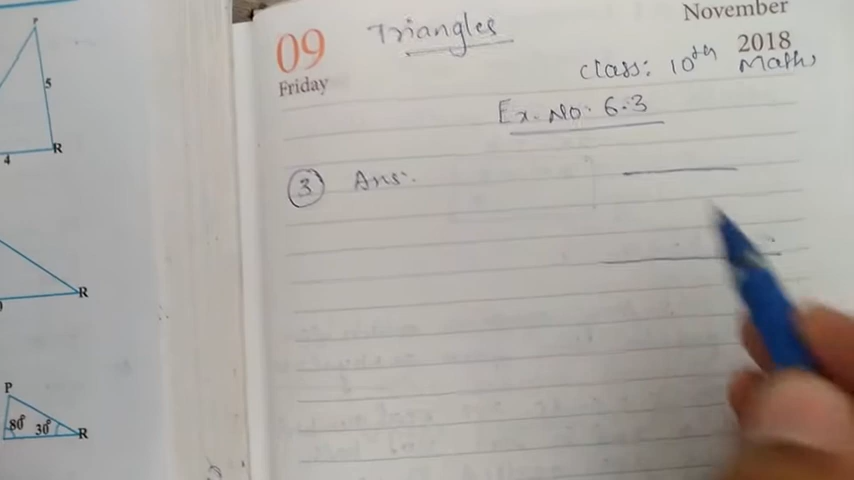 09
Friday
Triangles
November
2018
Class: 10th Maths
Ex. No: 6.3
3 Ans:
P
5
4
R
R
P
80° 30°
R